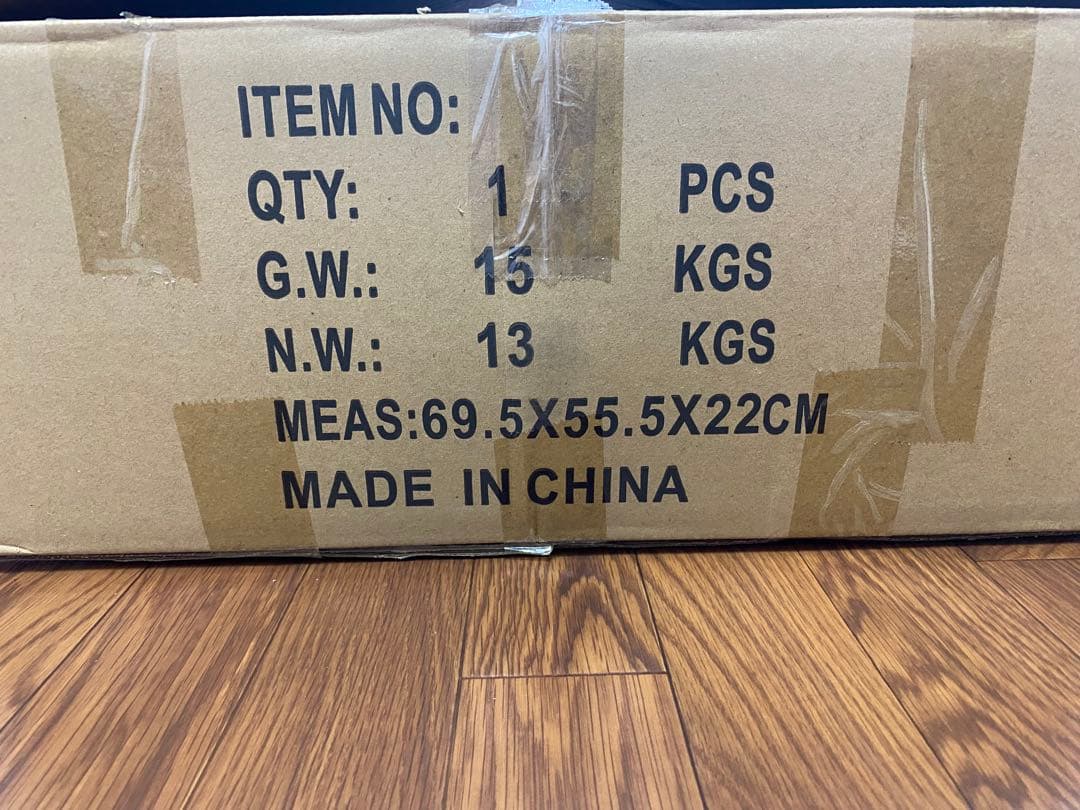 ITEM NO:
QTY: 1 PCS
G.W.: 15 KGS
N.W.: 13 KGS
MEAS:69.5X55.5X22CM
MADE IN CHINA